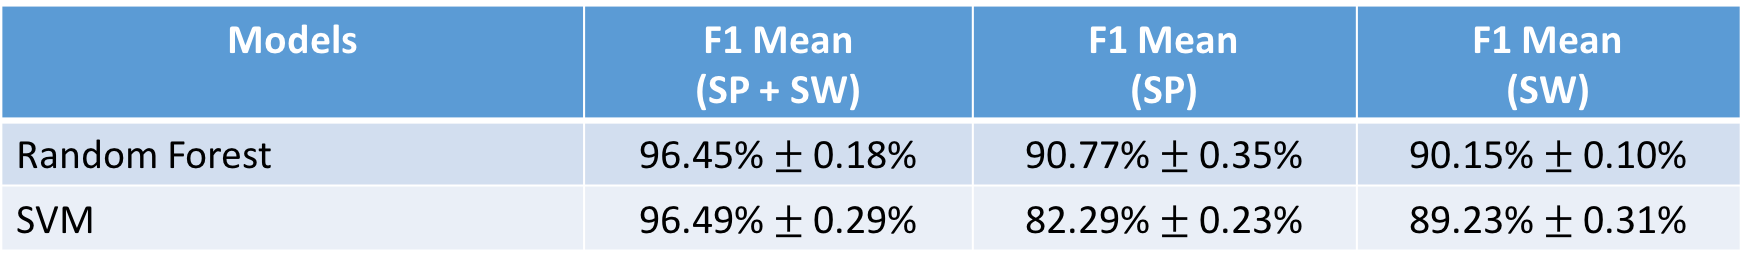 Models F1 Mean F1 Mean F1 Mean
(SP + SW) (SP) (SW)
Random Forest 96.45% ± 0.18% 90.77% ± 0.35% 90.15% ± 0.10%
SVM 96.49% ± 0.29% 82.29% ± 0.23% 89.23% ± 0.31%